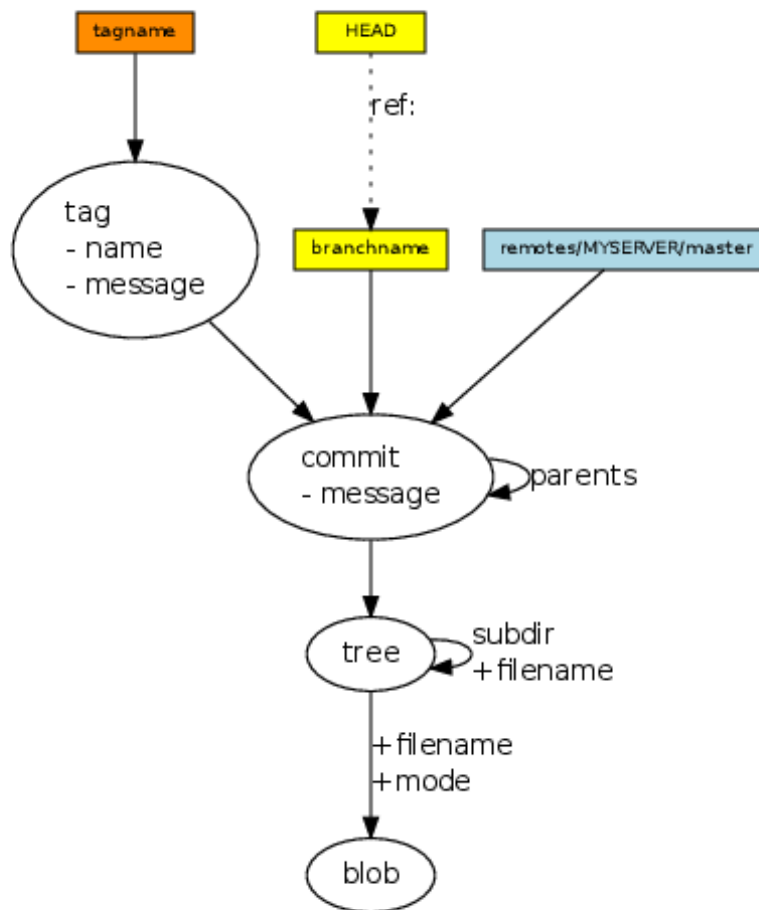 tagname
HEAD
ref:
tag
- name
- message
branchname
remotes/MYSERVER/master
commit
- message
parents
tree
subdir
+filename
+filename
+mode
blob